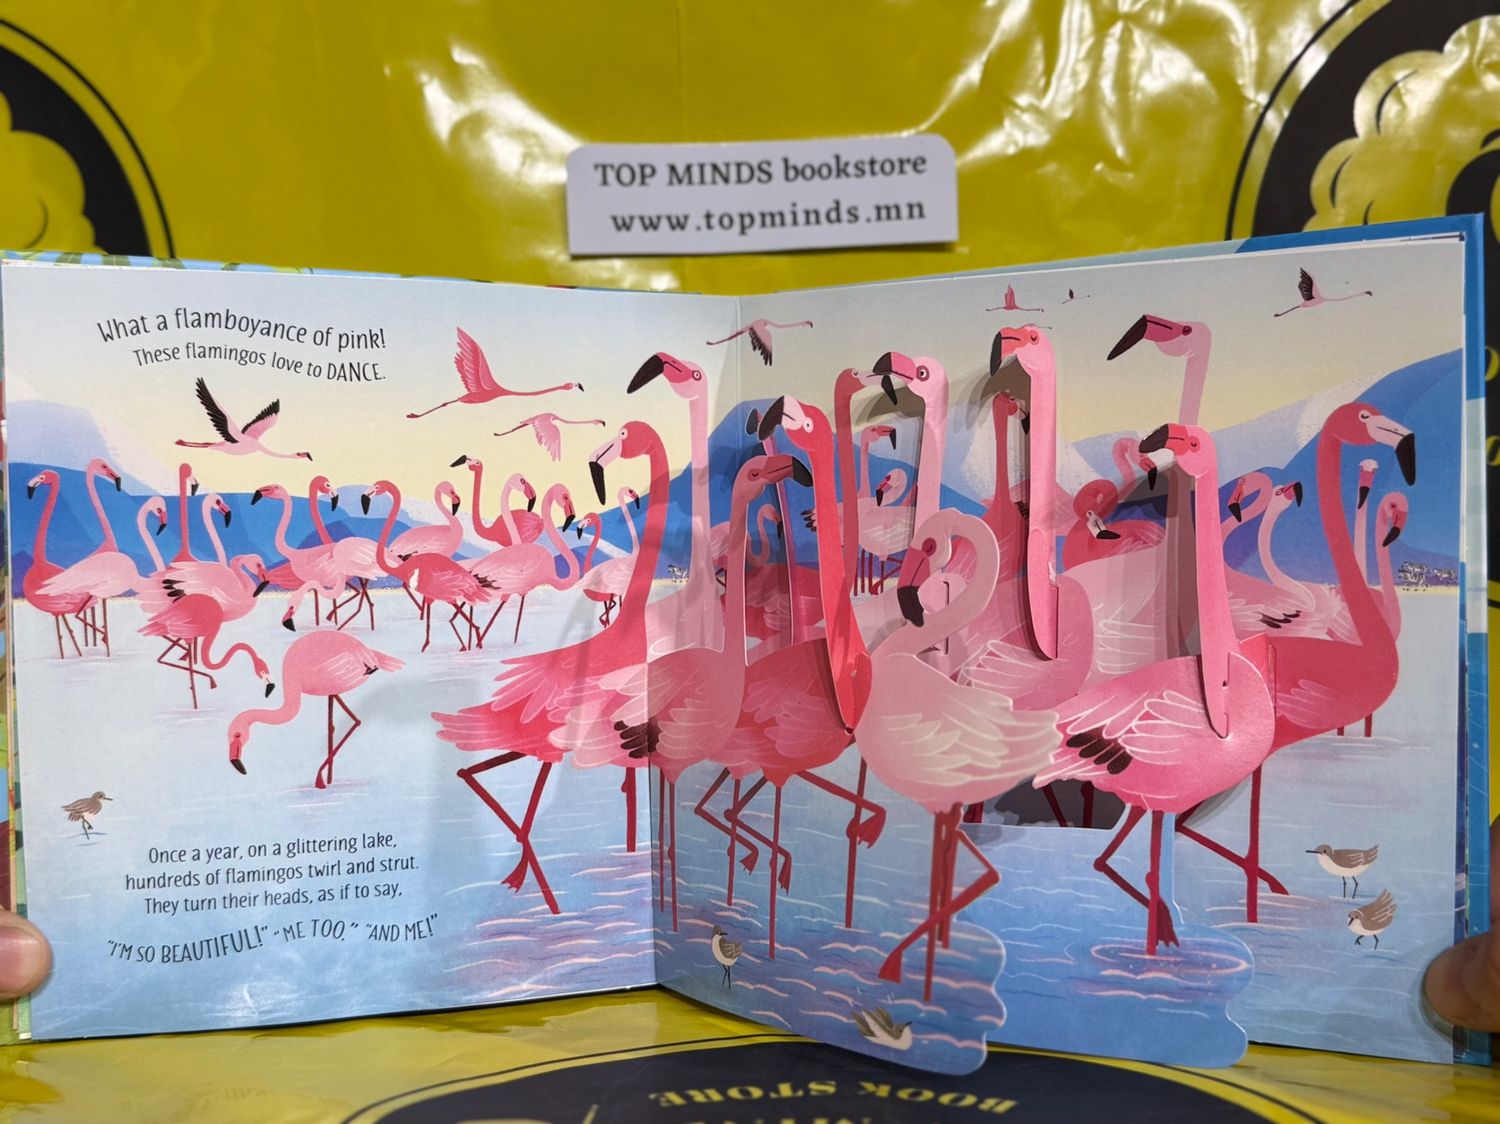 TOP MINDS bookstore
www.topminds.mn
What a flamboyance of pink!
These flamingos love to DANCE.
Once a year, on a glittering lake,
hundreds of flamingos twirl and strut.
They turn their heads, as if to say,
"I'M SO BEAUTIFUL!" "ME TOO." "AND ME!"
BOOK STORE